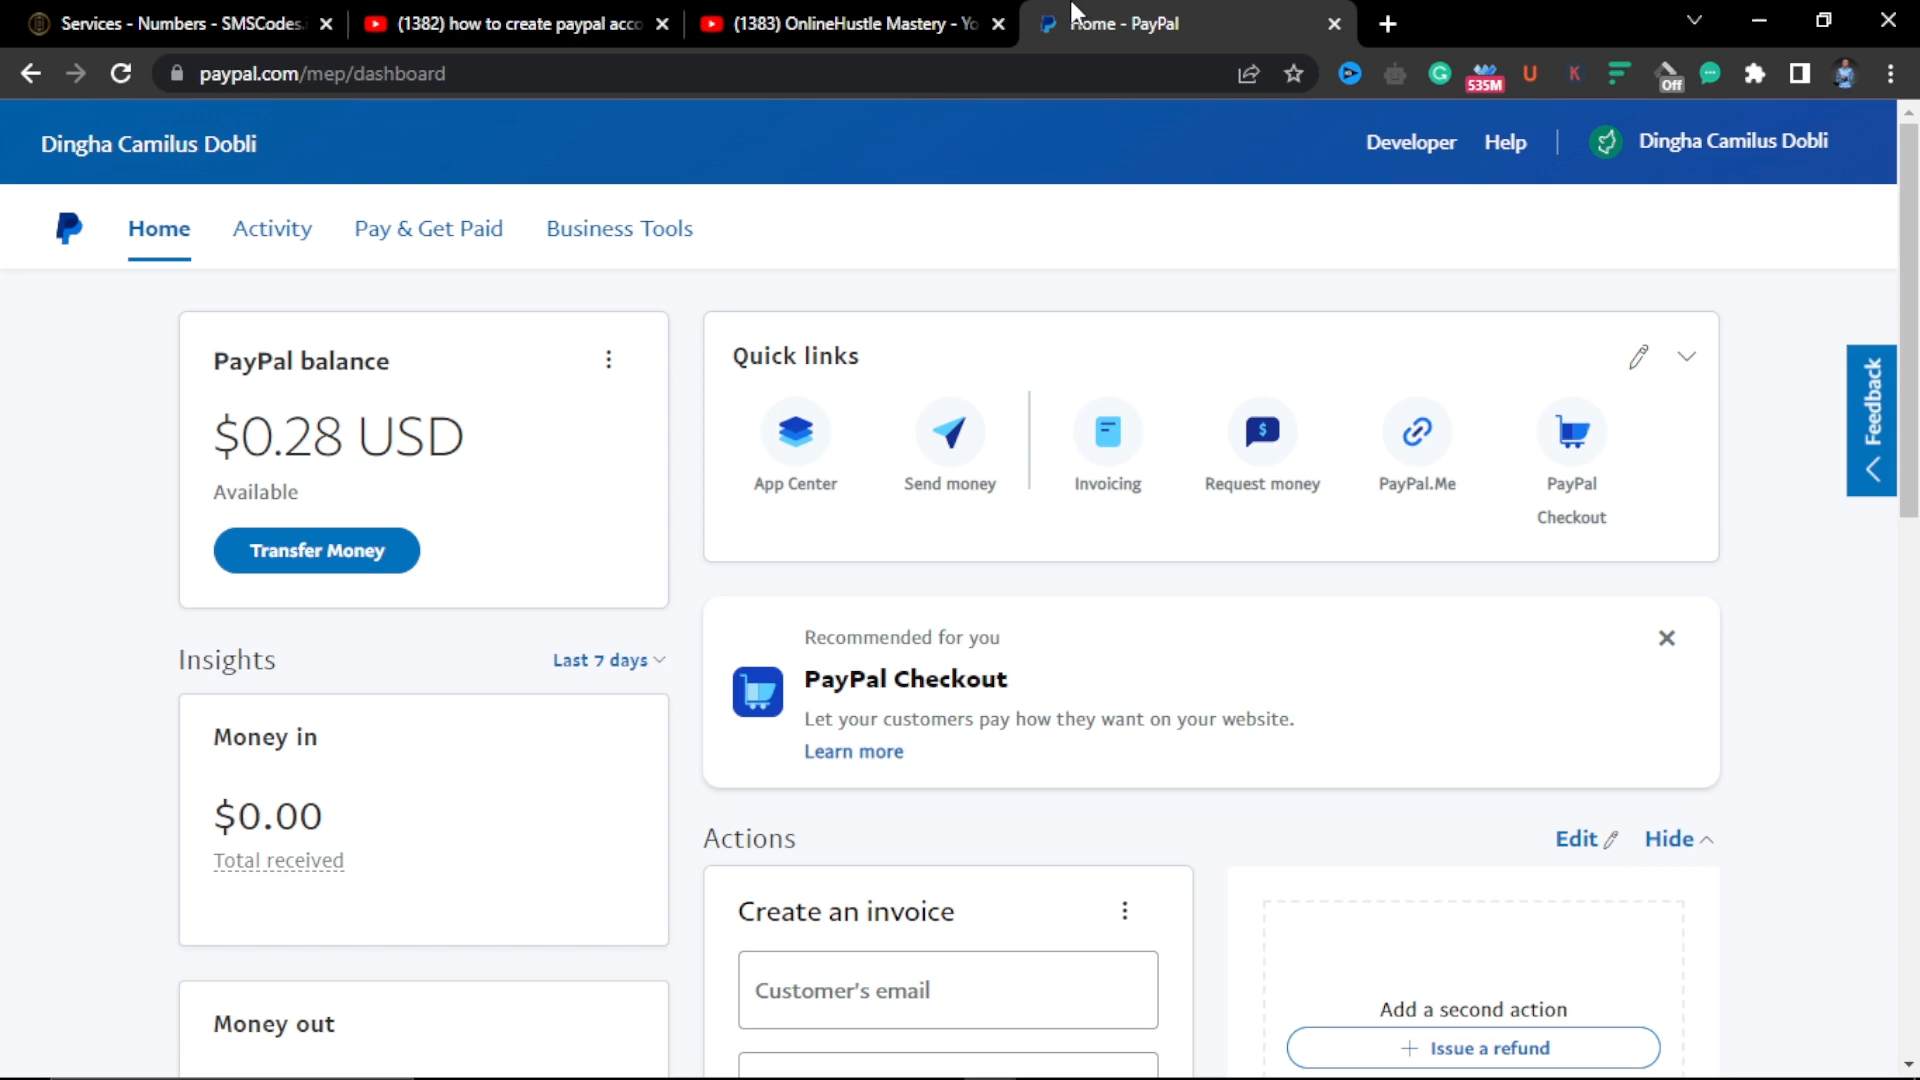 Services - Numbers - SMSCodes.
(1382) how to create paypal acco
(1383) OnlineHustle Mastery - Yo
Home - PayPal
paypal.com/mep/dashboard
535M
U
K
Off
Dingha Camilus Dobli
Developer
Help
Dingha Camilus Dobli
Home
Activity
Pay & Get Paid
Business Tools
PayPal balance
$0.28 USD
Available
Transfer Money
Quick links
App Center
Send money
Invoicing
Request money
PayPal.Me
PayPal
Checkout
Feedback
Recommended for you
PayPal Checkout
Let your customers pay how they want on your website.
Learn more
Insights
Last 7 days
Money in
$0.00
Total received
Money out
Actions
Edit
Hide
Create an invoice
Customer's email
Add a second action
Issue a refund